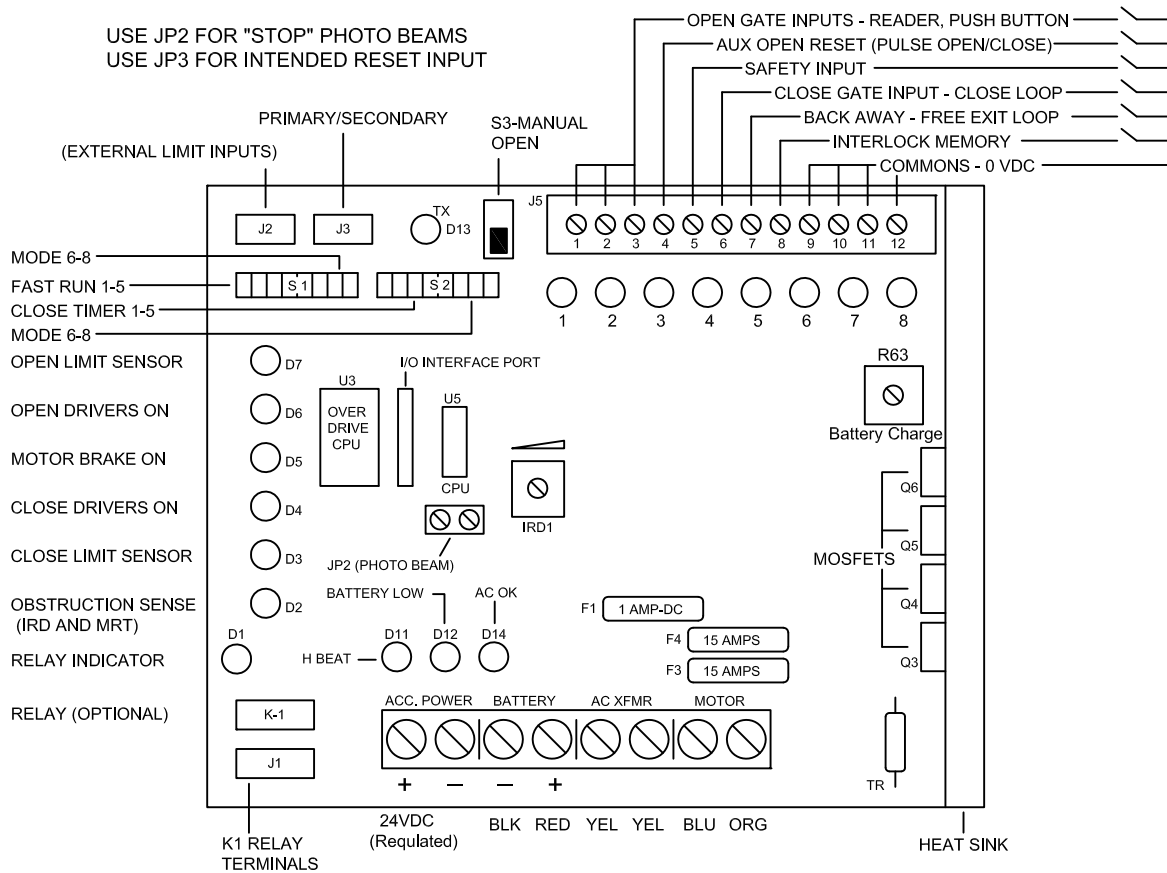 USE JP2 FOR "STOP" PHOTO BEAMS
USE JP3 FOR INTENDED RESET INPUT
OPEN GATE INPUTS - READER, PUSH BUTTON
AUX OPEN RESET (PULSE OPEN/CLOSE)
SAFETY INPUT
CLOSE GATE INPUT - CLOSE LOOP
BACK AWAY - FREE EXIT LOOP
INTERLOCK MEMORY
COMMONS - 0 VDC
PRIMARY/SECONDARY
(EXTERNAL LIMIT INPUTS)
S3-MANUAL
OPEN
J2
J3
TX
D13
J5
1 2 3 4 5 6 7 8 9 10 11 12
MODE 6-8
FAST RUN 1-5
S 1
S 2
CLOSE TIMER 1-5
MODE 6-8
1 2 3 4 5 6 7 8
OPEN LIMIT SENSOR
D7
I/O INTERFACE PORT
R63
Battery Charge
U3
OVER
DRIVE
CPU
U5
CPU
OPEN DRIVERS ON
D6
MOTOR BRAKE ON
D5
IRD1
CLOSE DRIVERS ON
D4
JP2 (PHOTO BEAM)
CLOSE LIMIT SENSOR
D3
MOSFETS
Q6
Q5
Q4
Q3
OBSTRUCTION SENSE
(IRD AND MRT)
D2
BATTERY LOW
AC OK
F1
1 AMP-DC
D1
RELAY INDICATOR
H BEAT
D11
D12
D14
F4
15 AMPS
F3
15 AMPS
RELAY (OPTIONAL)
K-1
J1
ACC. POWER
BATTERY
AC XFMR
MOTOR
TR
+ – – +
24VDC
(Requlated)
BLK RED YEL YEL BLU ORG
K1 RELAY
TERMINALS
HEAT SINK